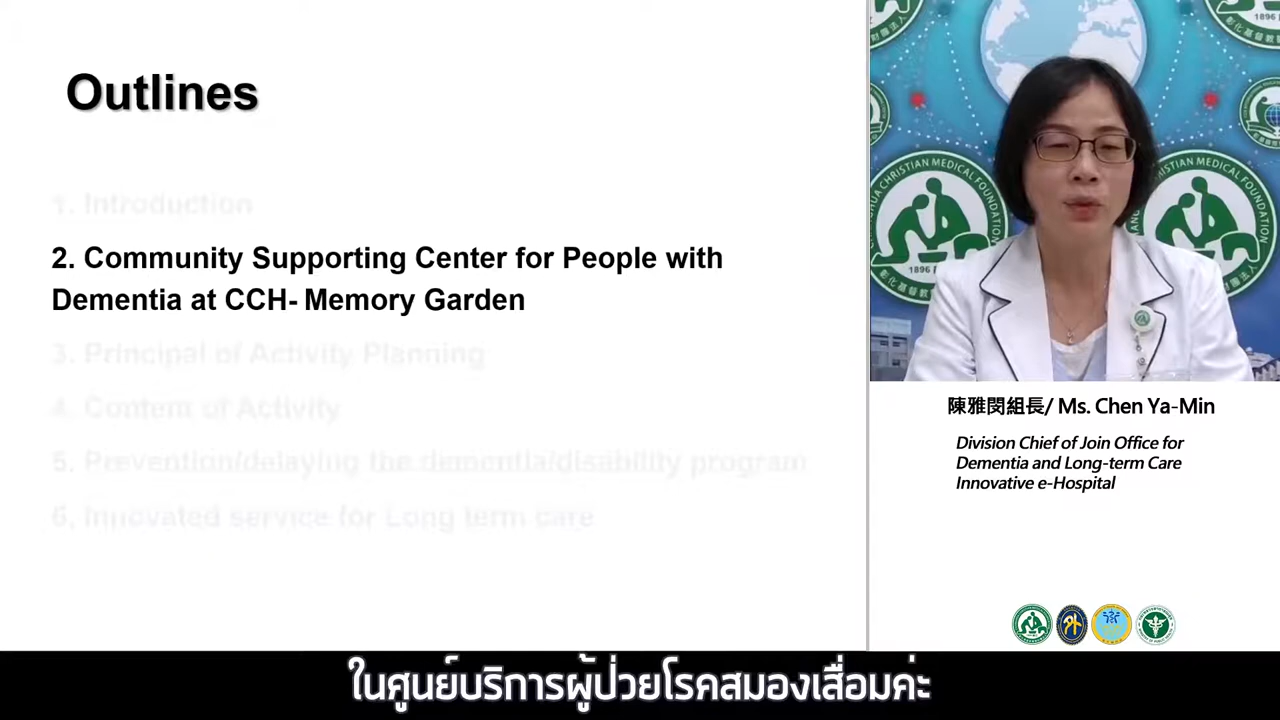 Outlines
1. Introduction
2. Community Supporting Center for People with
Dementia at CCH- Memory Garden
3. Principal of Activity Planning
4. Content of Activity
5. Prevention/delaying the dementia/disability program
6. Innovated service for Long term care
CHRISTIAN MEDICAL FOUNDATION
1896
陳雅閔組長/ Ms. Chen Ya-Min
Division Chief of Join Office for
Dementia and Long-term Care
Innovative e-Hospital
ในศูนย์บริการผู้ป่วยโรคสมองเสื่อมค่ะ